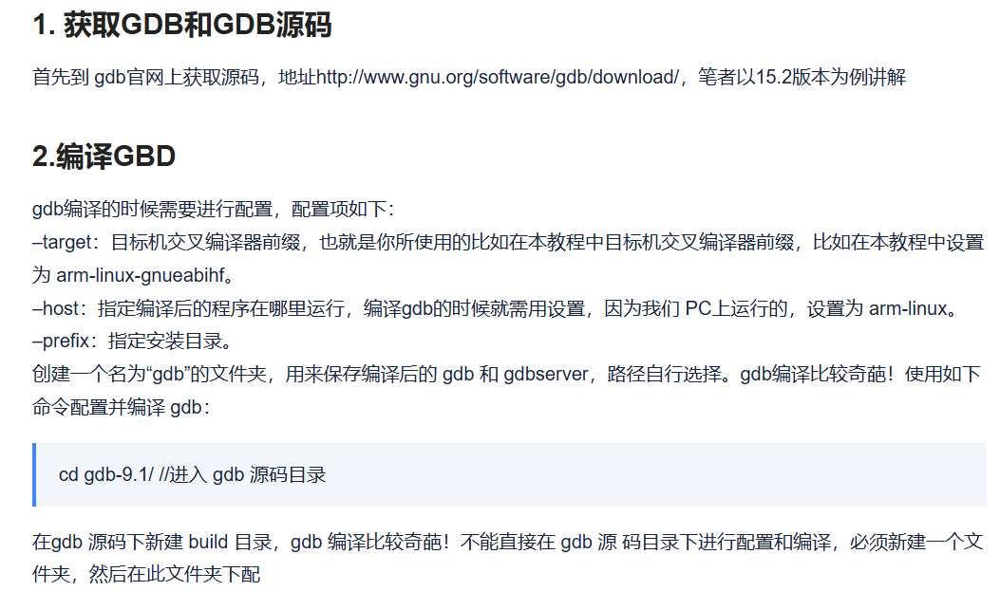 1. 获取GDB和GDB源码
首先到 gdb官网上获取源码，地址http://www.gnu.org/software/gdb/download/，笔者以15.2版本为例讲解
2.编译GBD
gdb编译的时候需要进行配置，配置项如下：
–target：目标机交叉编译器前缀，也就是你所使用的比如在本教程中目标机交叉编译器前缀，比如在本教程中设置
为 arm-linux-gnueabihf。
–host：指定编译后的程序在哪里运行，编译gdb的时候就需用设置，因为我们 PC上运行的，设置为 arm-linux。
–prefix：指定安装目录。
创建一个名为“gdb”的文件夹，用来保存编译后的 gdb 和 gdbserver，路径自行选择。gdb编译比较奇葩！使用如下
命令配置并编译 gdb：
cd gdb-9.1/ //进入 gdb 源码目录
在gdb 源码下新建 build 目录，gdb 编译比较奇葩！不能直接在 gdb 源 码目录下进行配置和编译，必须新建一个文
件夹，然后在此文件夹下配